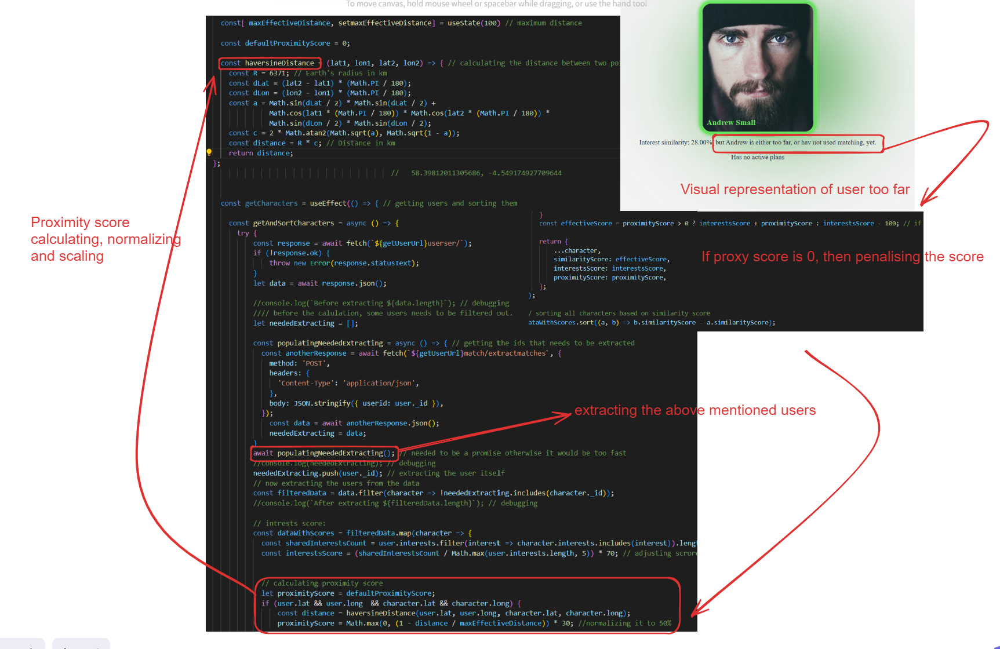 To move canvas, hold mouse wheel or spacebar while dragging, or use the hand tool
const[ maxEffectiveDistance, setmaxEffectiveDistance] = useState(100) // maximum distance
const defaultProximityScore = 0;
const haversineDistance = (lat1, lon1, lat2, lon2) => { // calculating the distance between two poi
const R = 6371; // Earth's radius in km
const dLat = (lat2 - lat1) * (Math.PI / 180);
const dLon = (lon2 - lon1) * (Math.PI / 180);
const a = Math.sin(dLat / 2) * Math.sin(dLat / 2) +
Math.cos(lat1 * (Math.PI / 180)) * Math.cos(lat2 * (Math.PI / 180)) *
Math.sin(dLon / 2) * Math.sin(dLon / 2);
const c = 2 * Math.atan2(Math.sqrt(a), Math.sqrt(1 - a));
const distance = R * c; // Distance in km
return distance;
};
// 58.39812011305686, -4.549174927709644
const getCharacters = useEffect(() => { // getting users and sorting them
const getAndSortCharacters = async () => {
try {
const response = await fetch(`${getUserUrl}userser/`);
if (!response.ok) {
throw new Error(response.statusText);
}
let data = await response.json();
//console.log(`Before extracting ${data.length}`); // debugging
//// before the calulation, some users needs to be filtered out.
let neededExtracting = [];
const populatingNeededExtracting = async () => { // getting the ids that needs to be extracted
const anotherResponse = await fetch(`${getUserUrl}match/extractmatches`, {
method: 'POST',
headers: {
'Content-Type': 'application/json',
},
body: JSON.stringify({ userid: user._id }),
});
const data = await anotherResponse.json();
neededExtracting = data;
}
await populatingNeededExtracting(); // needed to be a promise otherwise it would be too fast
//console.log(neededExtracting); // debugging
neededExtracting.push(user._id); // extracting the user itself
// now extracting the users from the data
const filteredData = data.filter(character => !neededExtracting.includes(character._id));
//console.log(`After extracting ${filteredData.length}`); // debugging
// intrests score:
const dataWithScores = filteredData.map(character => {
const sharedInterestsCount = user.interests.filter(interest => character.interests.includes(interest)).lengt
const interestsScore = (sharedInterestsCount / Math.max(user.interests.length, 5)) * 70; // adjusting scrore
// calculating proximity score
let proximityScore = defaultProximityScore;
if (user.lat && user.long && character.lat && character.long) {
const distance = haversineDistance(user.lat, user.long, character.lat, character.long);
proximityScore = Math.max(0, (1 - distance / maxEffectiveDistance)) * 30; //normalizing it to 50%
Andrew Small
Interest similarity: 28.00% but Andrew is either too far, or hav not used matching, yet.
Has no active plans
Visual representation of user too far
}
const effectiveScore = proximityScore > 0 ? interestsScore + proximityScore : interestsScore - 100; // if
return {
...character,
similarityScore: effectiveScore,
interestsScore: interestsScore,
proximityScore: proximityScore,
};
);
/ sorting all characters based on similarity score
ataWithScores.sort((a, b) => b.similarityScore - a.similarityScore);
If proxy score is 0, then penalising the score
extracting the above mentioned users
Proximity score
calculating, normalizing
and scaling